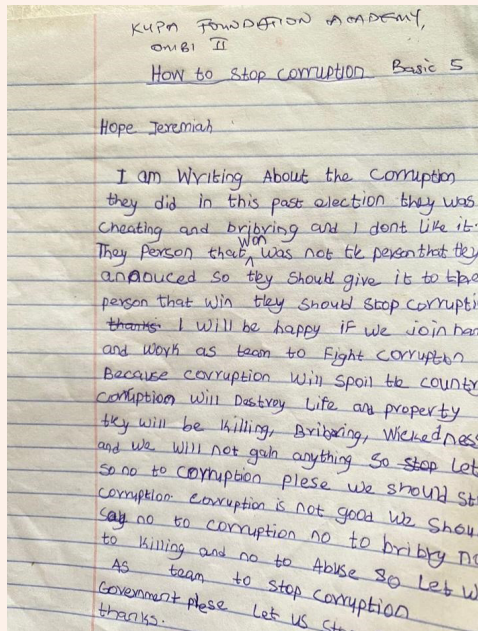 KUPA FOUNDATION ACADEMY,
OMBI II
How to Stop corruption Basic 5
Hope Jeremiah
I am Writing About the corruption
they did in this past election they was
cheating and bribring and I dont like it.
They Person that won was not the person that they
annouced so they should give it to the
person that win they should stop corrupti
thanks. I will be happy if we join han
and work as team to Fight corruption
Because corruption will spoil the countr
corruption will Destroy Life and property
they will be killing, Bribering, Wickedness
and we will not gain anything so stop Let
so no to corruption plese we should st
corruption. corruption is not good we shou
say no to corruption no to bribry no
to killing and no to Abuse so Let w
As team to stop corruption
Government plese Let us sto
thanks.